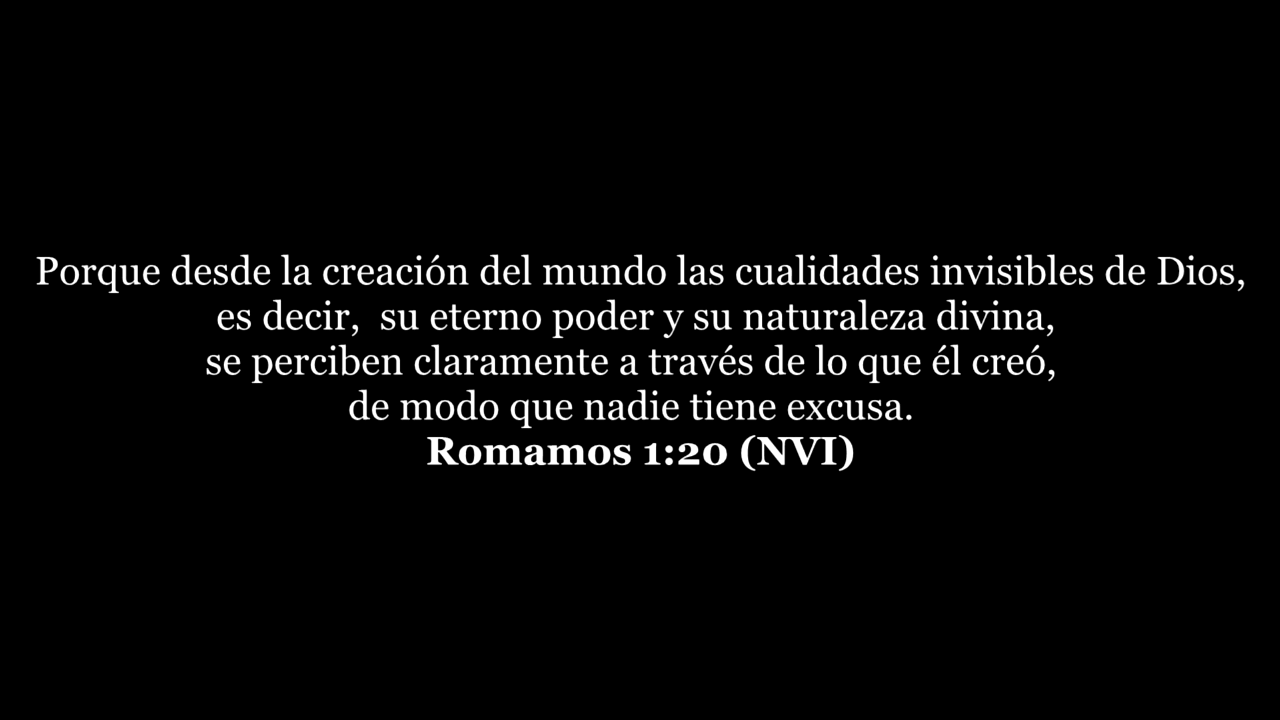 Porque desde la creación del mundo las cualidades invisibles de Dios,
es decir,  su eterno poder y su naturaleza divina,
se perciben claramente a través de lo que él creó,
de modo que nadie tiene excusa.
Romamos 1:20 (NVI)